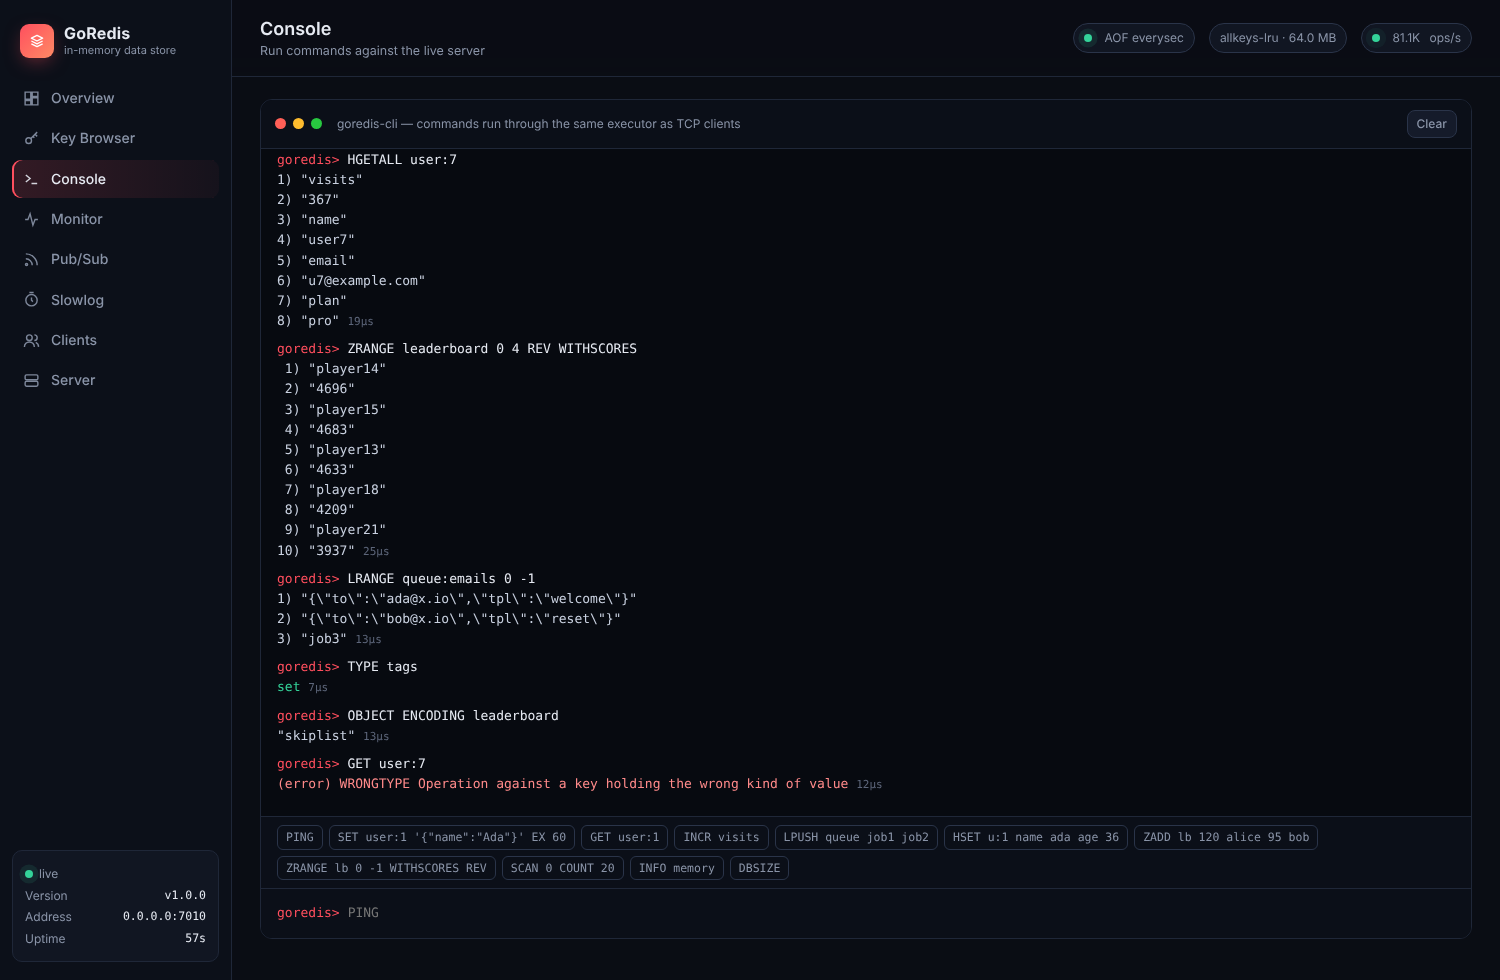 GoRedis
in-memory data store
Overview
Key Browser
Console
Monitor
Pub/Sub
Slowlog
Clients
Server
live
Version v1.0.0
Address 0.0.0.0:7010
Uptime 57s
Console
Run commands against the live server
AOF everysec
allkeys-lru · 64.0 MB
81.1K ops/s
goredis-cli — commands run through the same executor as TCP clients
Clear
goredis> HGETALL user:7
1) "visits"
2) "367"
3) "name"
4) "user7"
5) "email"
6) "u7@example.com"
7) "plan"
8) "pro" 19µs
goredis> ZRANGE leaderboard 0 4 REV WITHSCORES
1) "player14"
2) "4696"
3) "player15"
4) "4683"
5) "player13"
6) "4633"
7) "player18"
8) "4209"
9) "player21"
10) "3937" 25µs
goredis> LRANGE queue:emails 0 -1
1) "{\"to\":\"ada@x.io\",\"tpl\":\"welcome\"}"
2) "{\"to\":\"bob@x.io\",\"tpl\":\"reset\"}"
3) "job3" 13µs
goredis> TYPE tags
set 7µs
goredis> OBJECT ENCODING leaderboard
"skiplist" 13µs
goredis> GET user:7
(error) WRONGTYPE Operation against a key holding the wrong kind of value 12µs
PING SET user:1 '{"name":"Ada"}' EX 60 GET user:1 INCR visits LPUSH queue job1 job2 HSET u:1 name ada age 36 ZADD lb 120 alice 95 bob
ZRANGE lb 0 -1 WITHSCORES REV SCAN 0 COUNT 20 INFO memory DBSIZE
goredis> PING